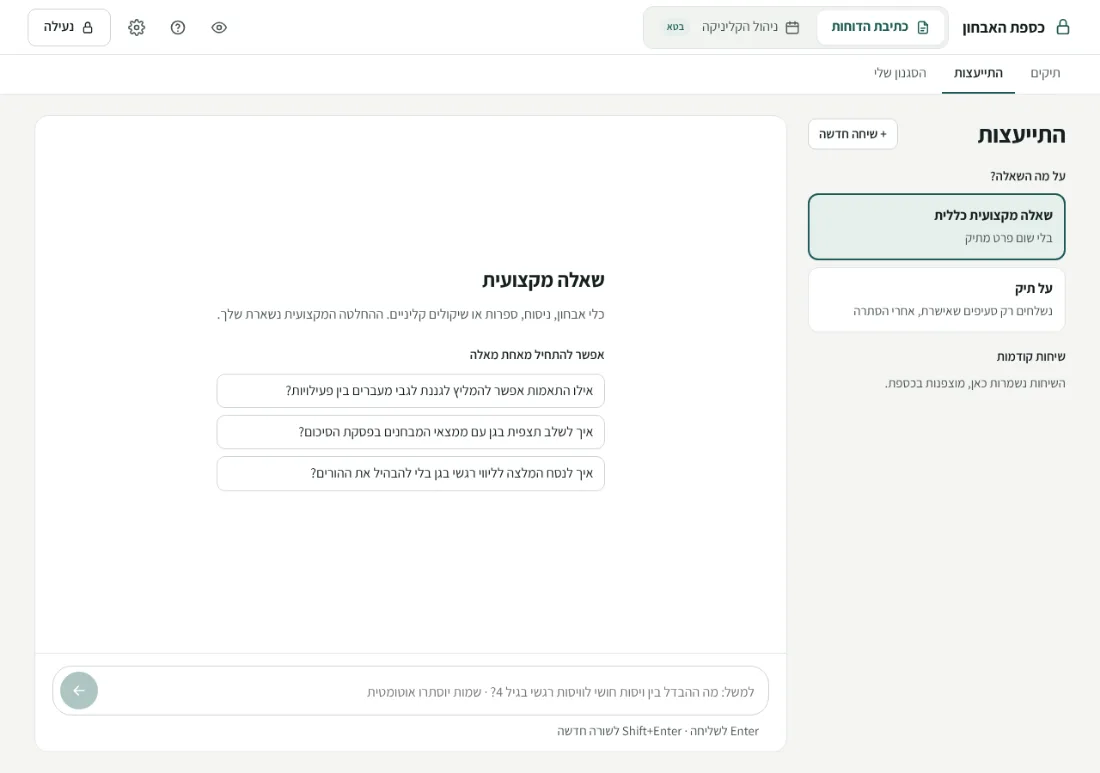 כספת האבחון
כתיבת הדוחות
ניהול הקליניקה
בטא
נעילה
תיקים
התייעצות
הסגנון שלי
התייעצות
+ שיחה חדשה
על מה השאלה?
שאלה מקצועית כללית
בלי שום פרט מתיק
על תיק
נשלחים רק סעיפים שאישרת, אחרי הסתרה
שיחות קודמות
השיחות נשמרות כאן, מוצפנות בכספת.
שאלה מקצועית
כלי אבחון, ניסוח, ספרות או שיקולים קליניים. ההחלטה המקצועית נשארת שלך.
אפשר להתחיל מאחת מאלה
אילו התאמות אפשר להמליץ לגננת לגבי מעברים בין פעילויות?
איך לשלב תצפית בגן עם ממצאי המבחנים בפסקת הסיכום?
איך לנסח המלצה לליווי רגשי בגן בלי להבהיל את ההורים?
למשל: מה ההבדל בין ויסות חושי לוויסות רגשי בגיל 4? · שמות יוסתרו אוטומטית
Enter לשליחה · Shift+Enter לשורה חדשה